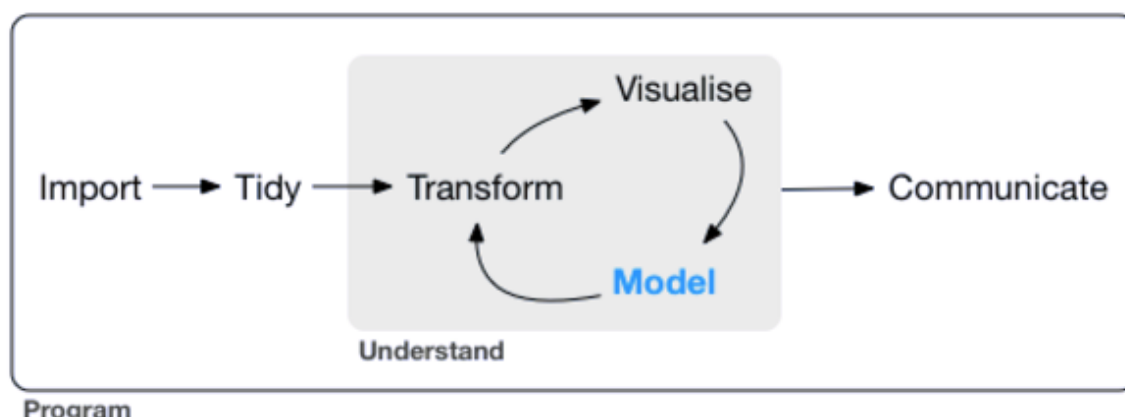 Visualise
Import Tidy Transform Communicate
Model
Understand
Program